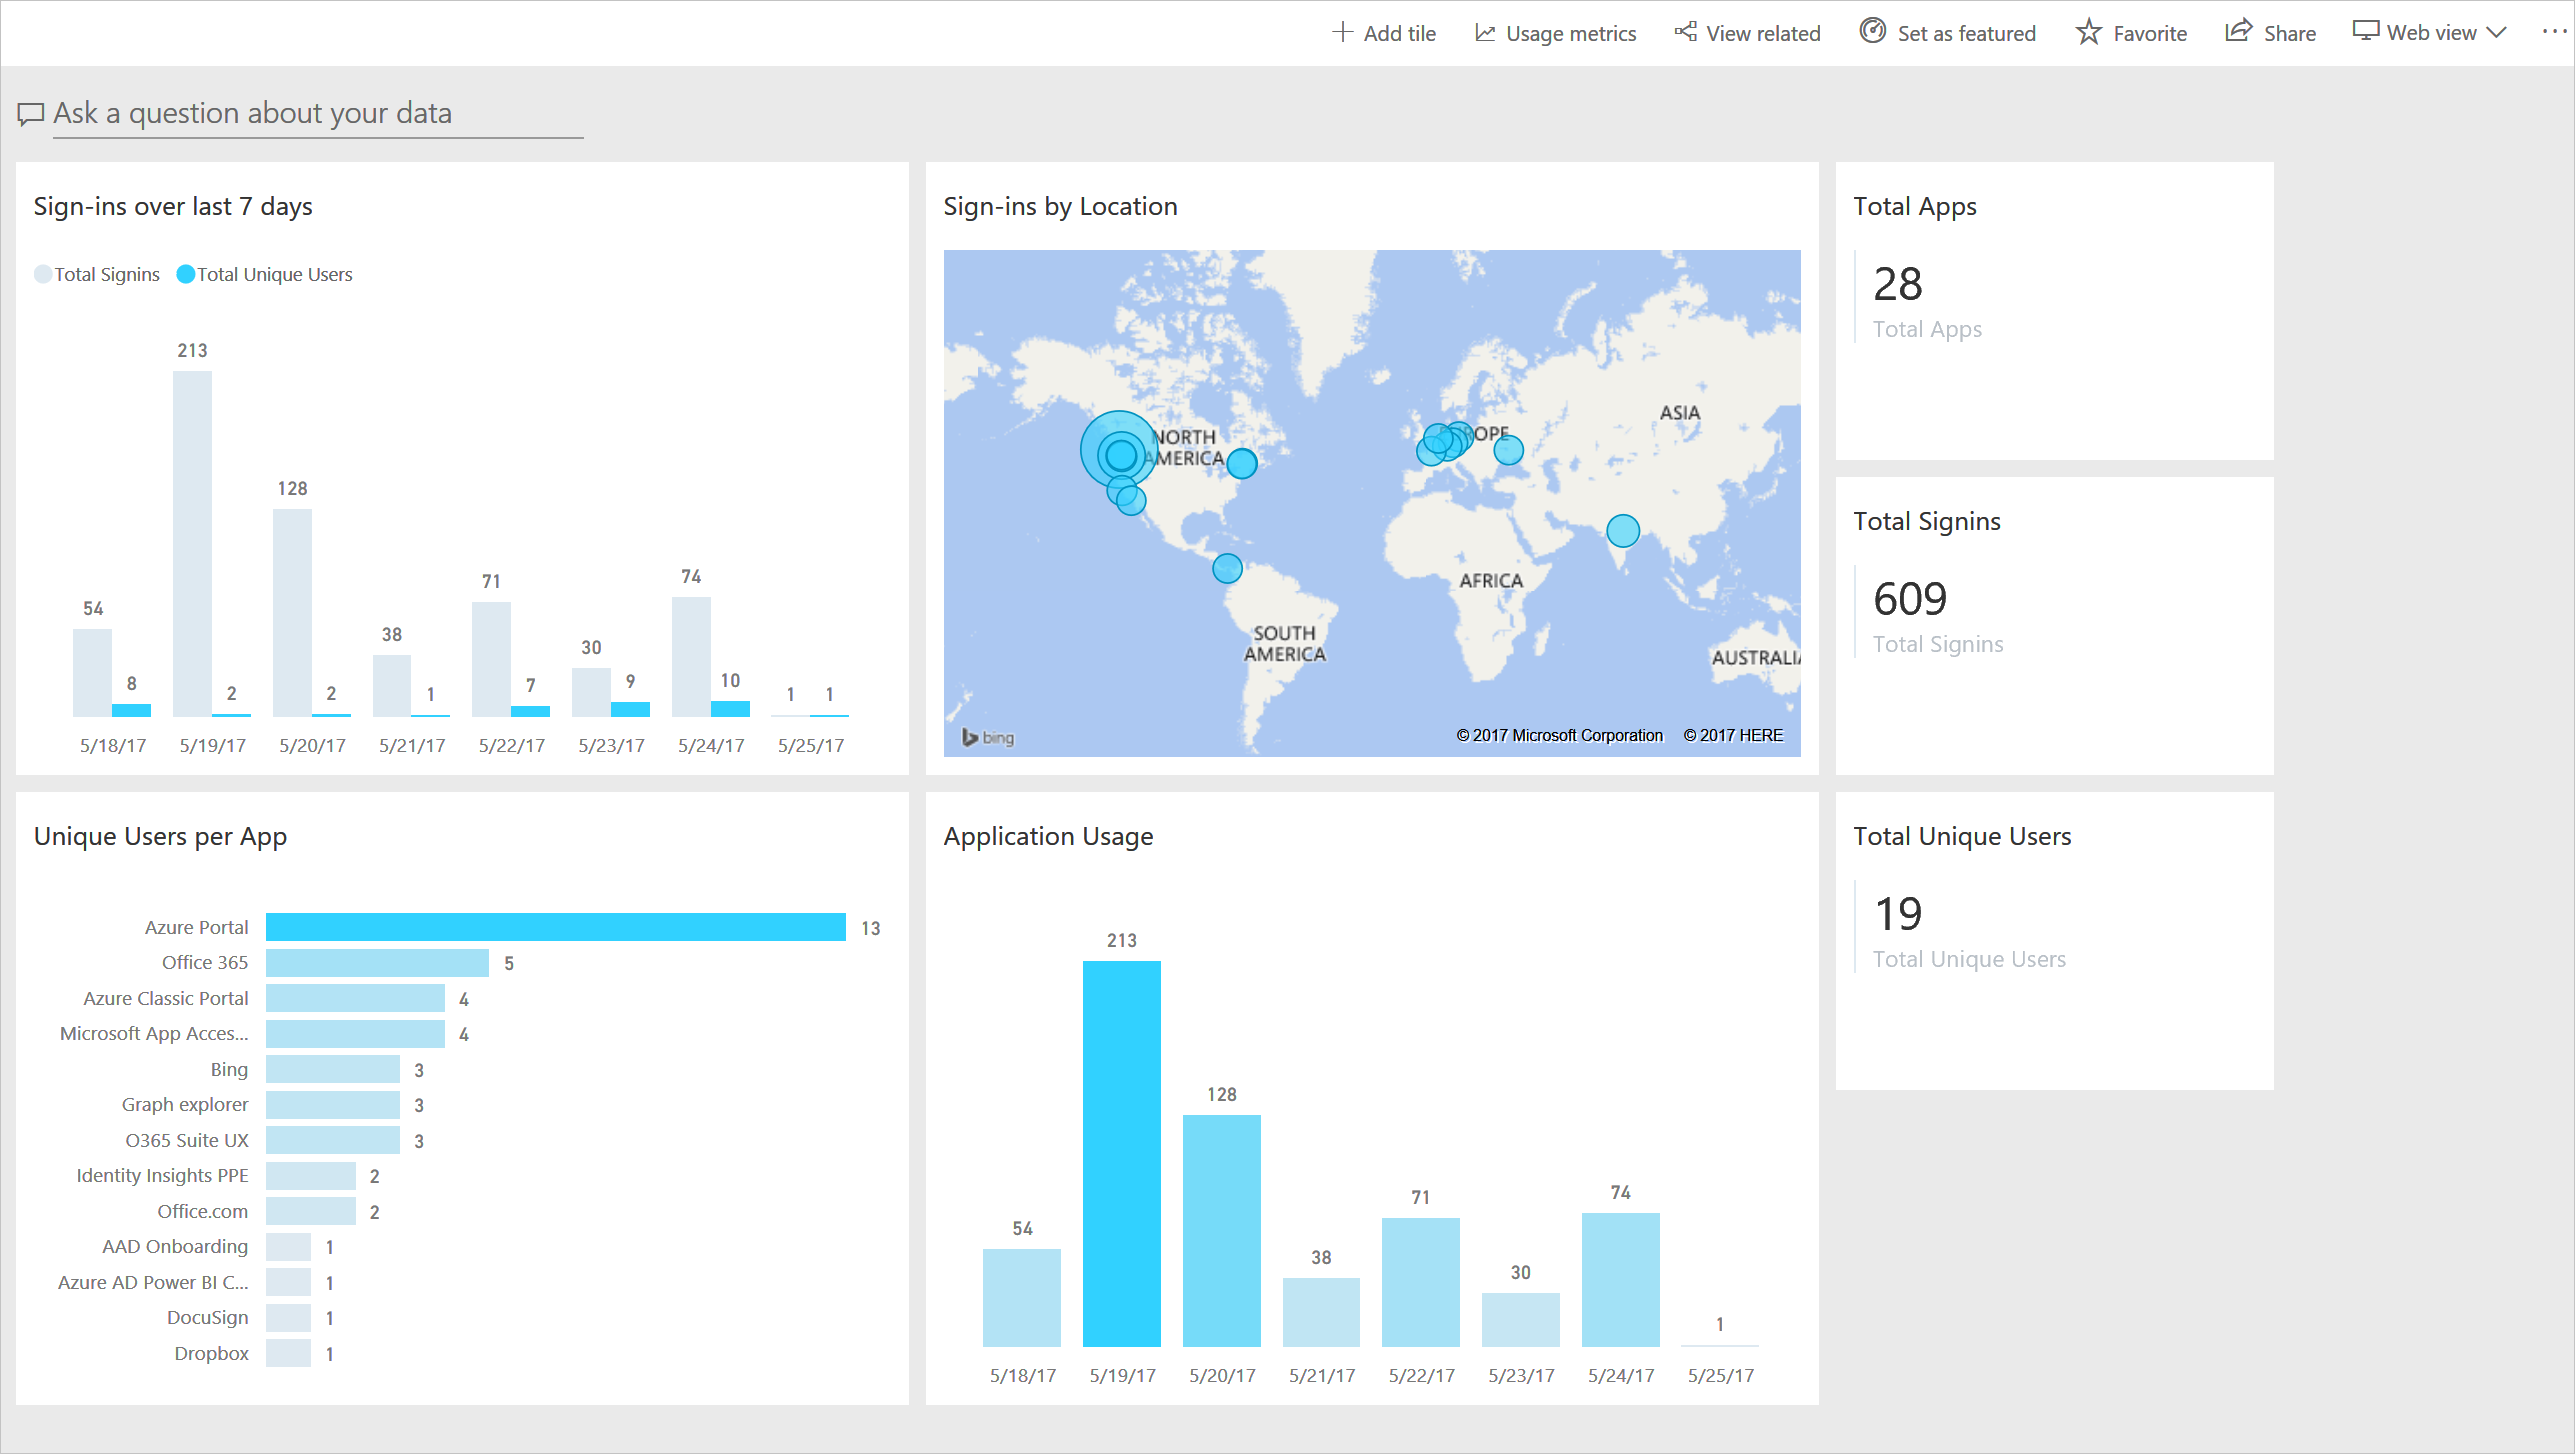 Add tile
Usage metrics
View related
Set as featured
Favorite
Share
Web view
Ask a question about your data
Sign-ins over last 7 days
Total Signins
Total Unique Users
213
128
54
38
71
30
74
8
2
2
1
7
9
10
1
1
5/18/17
5/19/17
5/20/17
5/21/17
5/22/17
5/23/17
5/24/17
5/25/17
Sign-ins by Location
NORTH
AMERICA
ASIA
AFRICA
SOUTH
AMERICA
bing
© 2017 Microsoft Corporation
© 2017 HERE
Total Apps
28
Total Apps
Total Signins
609
Total Signins
Unique Users per App
Azure Portal 13
Office 365 5
Azure Classic Portal 4
Microsoft App Acces... 4
Bing 3
Graph explorer 3
O365 Suite UX 3
Identity Insights PPE 2
Office.com 2
AAD Onboarding 1
Azure AD Power BI C... 1
DocuSign 1
Dropbox 1
Application Usage
54
213
128
38
71
30
74
1
5/18/17
5/19/17
5/20/17
5/21/17
5/22/17
5/23/17
5/24/17
5/25/17
Total Unique Users
19
Total Unique Users